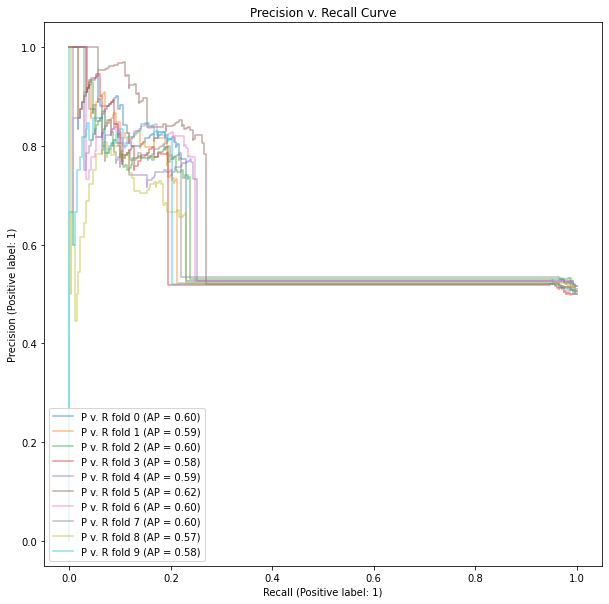 Precision v. Recall Curve
Precision (Positive label: 1)
1.0
0.8
0.6
0.4
0.2
0.0
P v. R fold 0 (AP = 0.60)
P v. R fold 1 (AP = 0.59)
P v. R fold 2 (AP = 0.60)
P v. R fold 3 (AP = 0.58)
P v. R fold 4 (AP = 0.59)
P v. R fold 5 (AP = 0.62)
P v. R fold 6 (AP = 0.60)
P v. R fold 7 (AP = 0.60)
P v. R fold 8 (AP = 0.57)
P v. R fold 9 (AP = 0.58)
0.0 0.2 0.4 0.6 0.8 1.0
Recall (Positive label: 1)